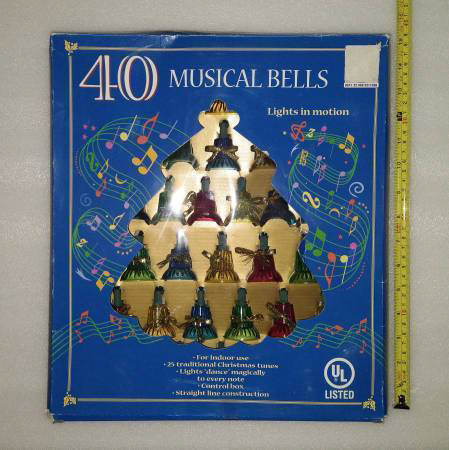 40 MUSICAL BELLS
Lights in motion
• For indoor use
• 25 traditional Christmas tunes
• Lights 'dance' magically
to every note
• Control box
• Straight line construction
UL
LISTED